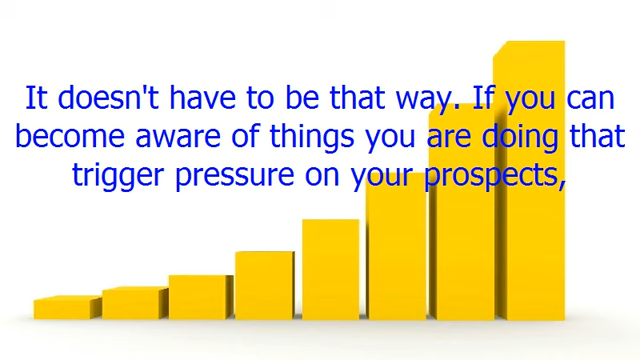 It doesn't have to be that way. If you can
become aware of things you are doing that
trigger pressure on your prospects,